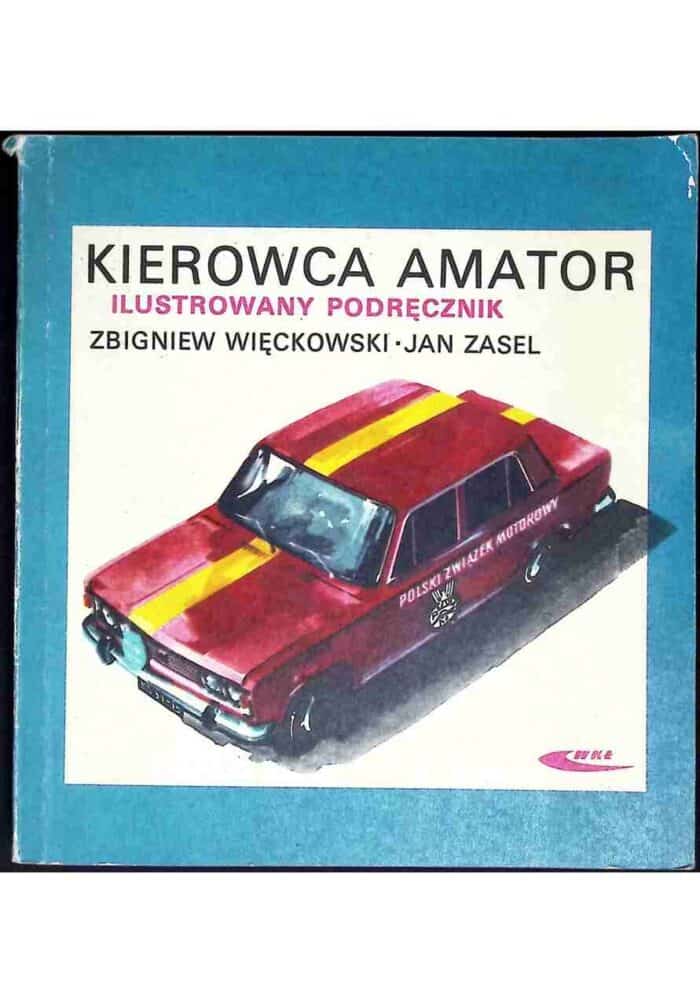 KIEROWCA AMATOR
ILUSTROWANY PODRĘCZNIK
ZBIGNIEW WIĘCKOWSKI · JAN ZASEL
POLSKI ZWIĄZEK MOTOROWY
WKŁ